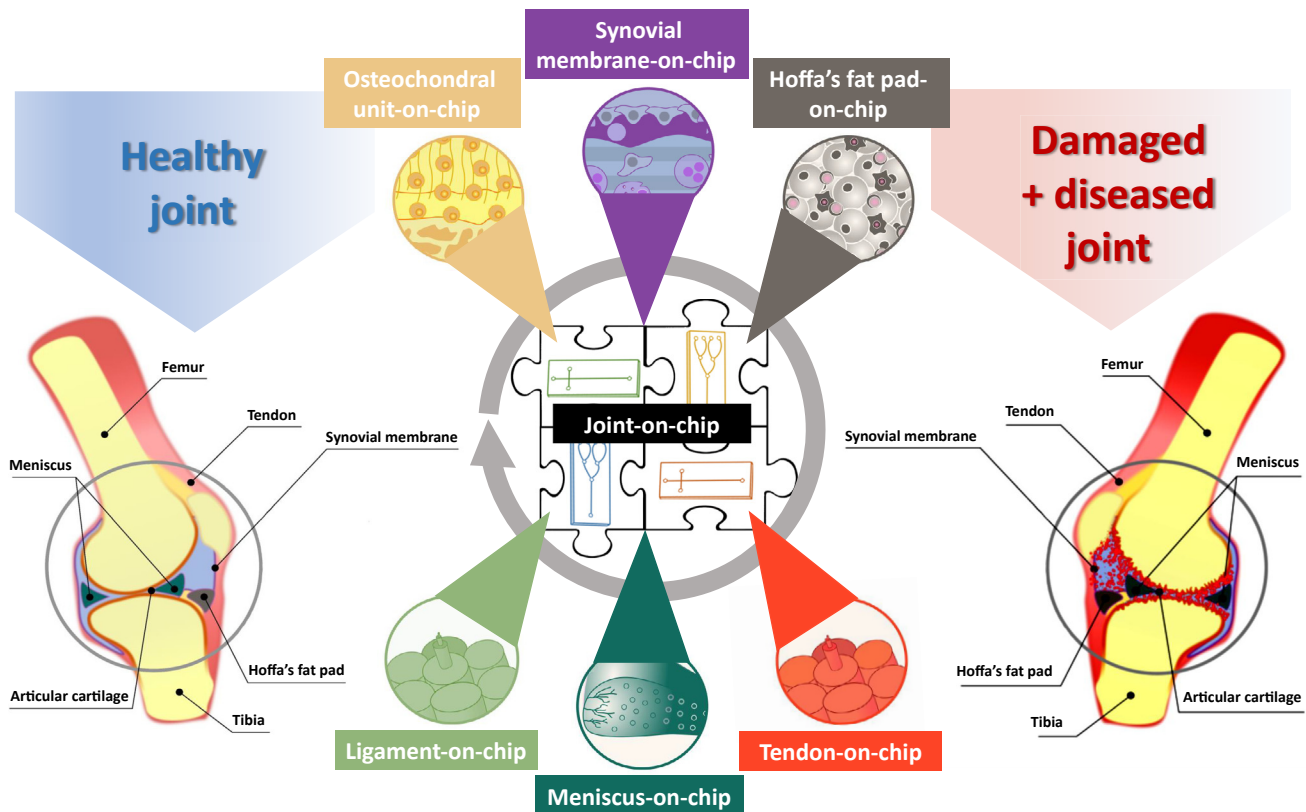 Synovial
membrane-on-chip
Osteochondral
unit-on-chip
Hoffa's fat pad-
on-chip
Healthy
joint
Damaged
+ diseased
joint
Femur
Tendon
Synovial membrane
Meniscus
Hoffa's fat pad
Articular cartilage
Tibia
Joint-on-chip
Femur
Tendon
Synovial membrane
Meniscus
Hoffa's fat pad
Articular cartilage
Tibia
Ligament-on-chip
Meniscus-on-chip
Tendon-on-chip